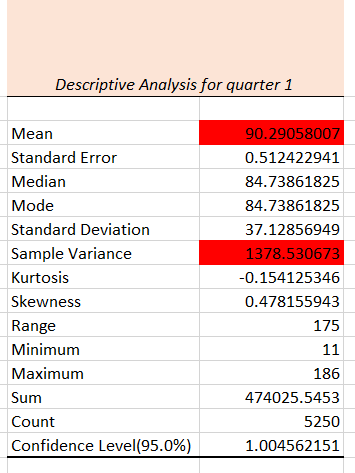 Descriptive Analysis for quarter 1
Mean 90.29058007
Standard Error 0.512422941
Median 84.73861825
Mode 84.73861825
Standard Deviation 37.12856949
Sample Variance 1378.530673
Kurtosis -0.154125346
Skewness 0.478155943
Range 175
Minimum 11
Maximum 186
Sum 474025.5453
Count 5250
Confidence Level(95.0%) 1.004562151